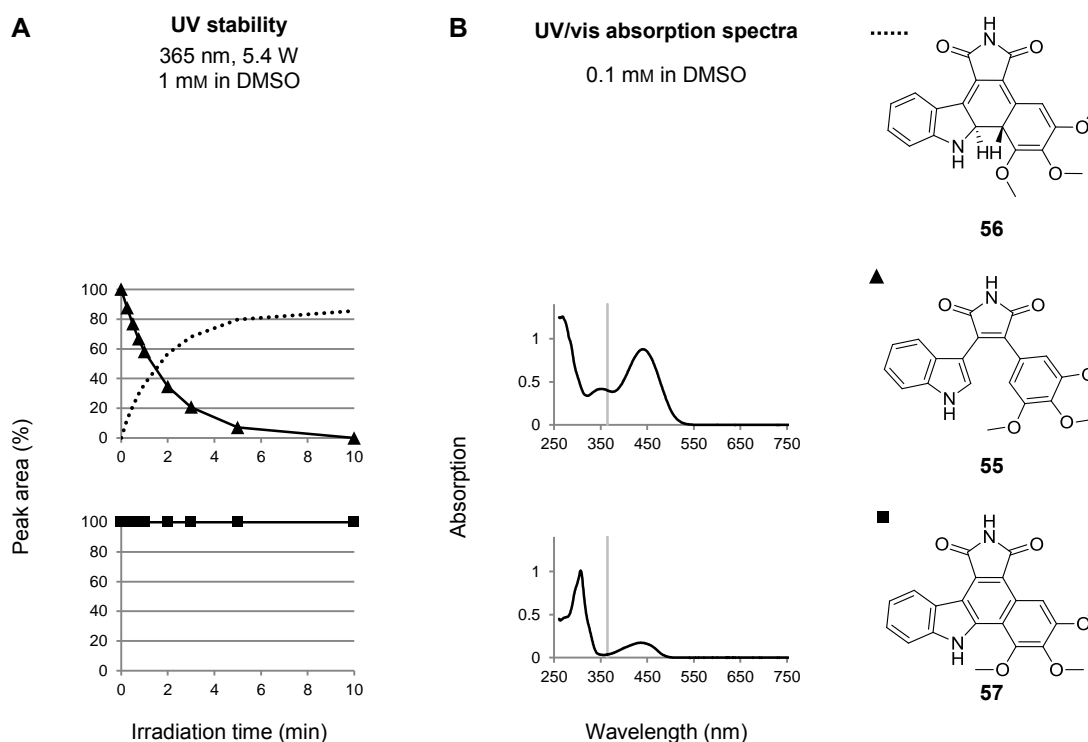 A
UV stability
365 nm, 5.4 W
1 mM in DMSO
B
UV/vis absorption spectra
0.1 mM in DMSO
H
N
O
O
N
H
H
H
O
O
O
56
Peak area (%)
100
80
60
40
20
0
0
2
4
6
8
10
100
80
60
40
20
0
0
2
4
6
8
10
Irradiation time (min)
Absorption
1
0.5
0
250
350
450
550
650
750
1
0.5
0
250
350
450
550
650
750
Wavelength (nm)
H
N
O
O
N
H
O
O
55
H
N
O
O
N
H
O
O
O
57